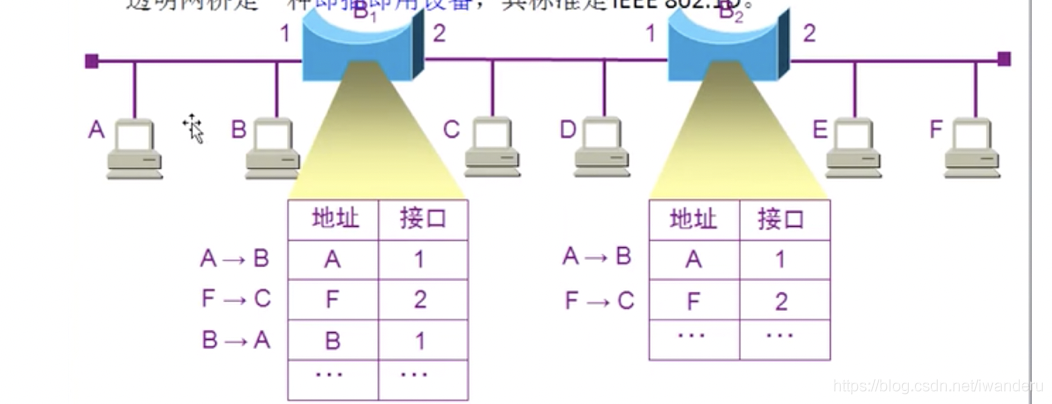 透明网桥是一种即插即用设备，其标准是IEEE 802.1D。
B1 B2
1 2 1 2
A B C D E F
地址 接口 地址 接口
A → B A 1 A → B A 1
F → C F 2 F → C F 2
B → A B 1 … …
… …
https://blog.csdn.net/iwanderu